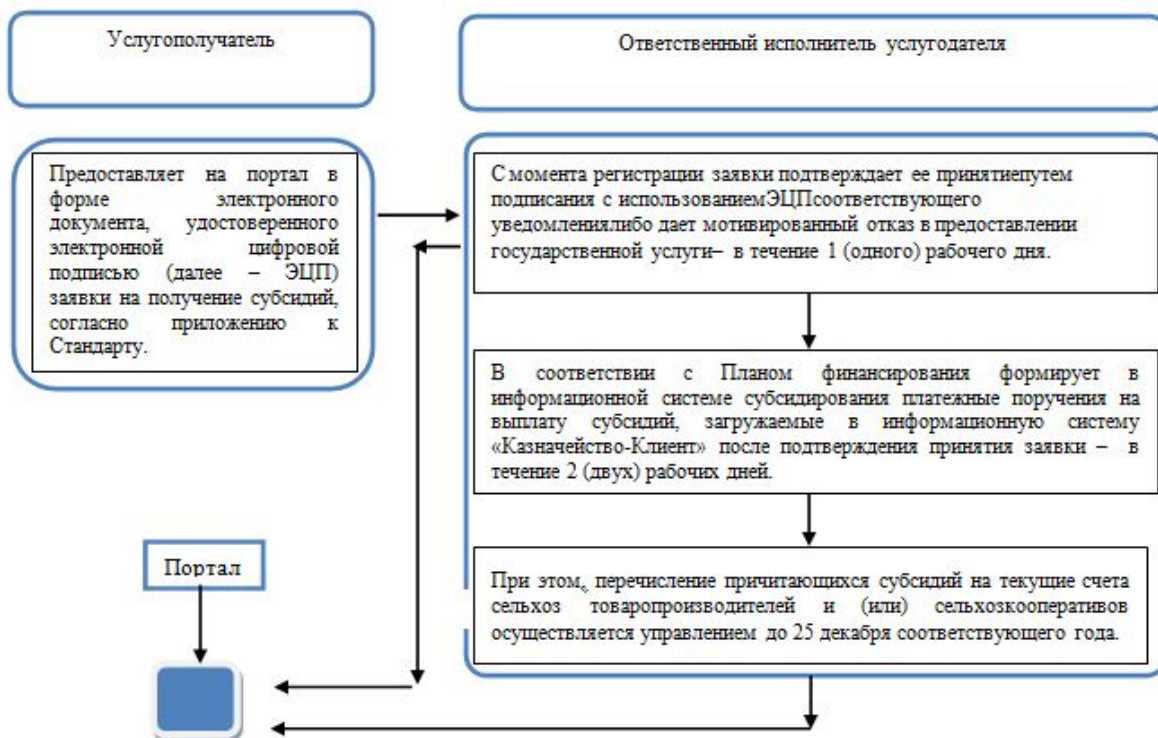 Услугополучатель
Ответственный исполнитель услугодателя
Предоставляет на портал в
форме электронного
документа, удостоверенного
электронной цифровой
подписью (далее – ЭЦП)
заявки на получение субсидий,
согласно приложению к
Стандарту.
С момента регистрации заявки подтверждает ее принятиепутем
подписания с использованиемЭЦПсоответствующего
уведомлениялибо дает мотивированный отказ в предоставлении
государственной услуги– в течение 1 (одного) рабочего дня.
В соответствии с Планом финансирования формирует в
информационной системе субсидирования платежные поручения на
выплату субсидий, загружаемые в информационную систему
«Казначейство-Клиент» после подтверждения принятия заявки – в
течение 2 (двух) рабочих дней.
Портал
При этом, перечисление причитающихся субсидий на текущие счета
сельхоз товаропроизводителей и (или) сельхозкооперативов
осуществляется управлением до 25 декабря соответствующего года.